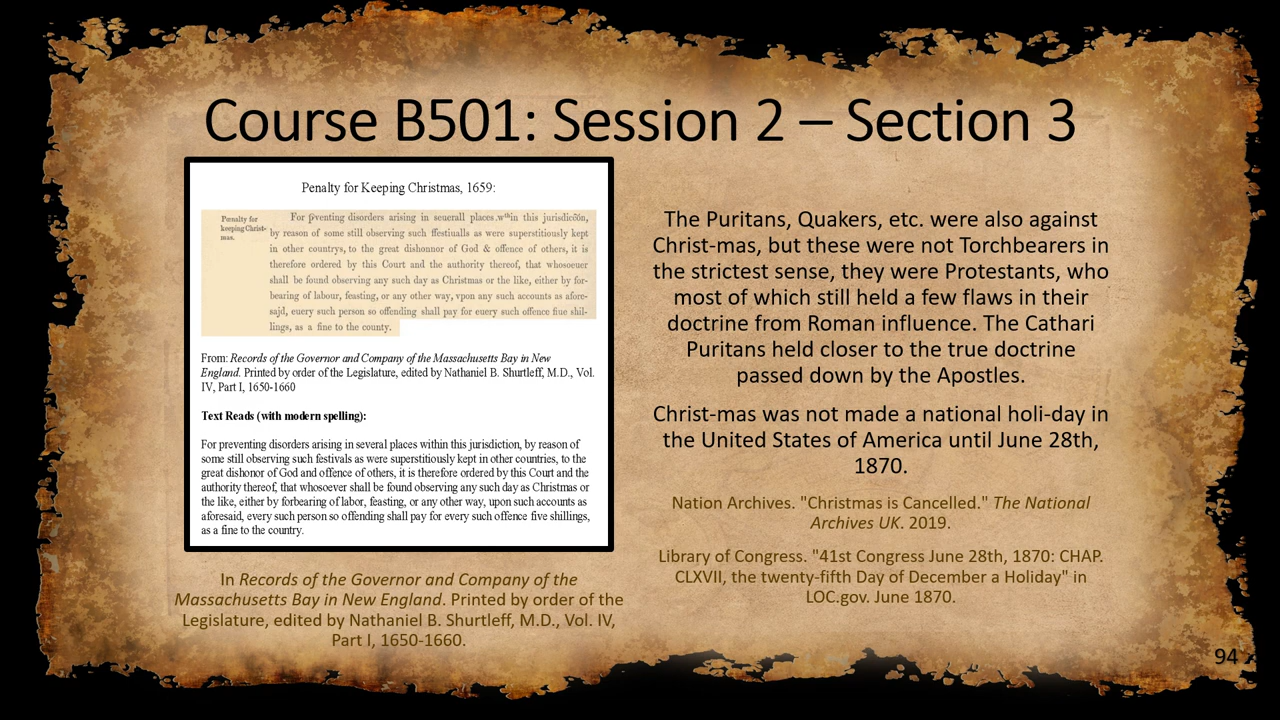 Course B501: Session 2 – Section 3
Penalty for Keeping Christmas, 1659:
Penalty for
keeping Christ-
mas.
For p̱venting disorders arising in seuerall places wᵗʰin this jurisdiccõn,
by reason of some still observing such ffestiualls as were superstitiously kept
in other countrys, to the great dishonnor of God & offence of others, it is
therefore ordered by this Court and the authority thereof, that whosoeuer
shall be found observing any such day as Christmas or the like, either by for-
bearing of labour, feasting, or any other way, vpon any such accounts as afore-
sajd, euery such person so offending shall pay for euery such offence fiue shil-
lings, as a fine to the county.
From: Records of the Governor and Company of the Massachusetts Bay in New
England. Printed by order of the Legislature, edited by Nathaniel B. Shurtleff, M.D., Vol.
IV, Part I, 1650-1660
Text Reads (with modern spelling):
For preventing disorders arising in several places within this jurisdiction, by reason of
some still observing such festivals as were superstitiously kept in other countries, to the
great dishonor of God and offence of others, it is therefore ordered by this Court and the
authority thereof, that whosoever shall be found observing any such day as Christmas or
the like, either by forbearing of labor, feasting, or any other way, upon such accounts as
aforesaid, every such person so offending shall pay for every such offence five shillings,
as a fine to the country.
In Records of the Governor and Company of the
Massachusetts Bay in New England. Printed by order of the
Legislature, edited by Nathaniel B. Shurtleff, M.D., Vol. IV,
Part I, 1650-1660.
The Puritans, Quakers, etc. were also against
Christ-mas, but these were not Torchbearers in
the strictest sense, they were Protestants, who
most of which still held a few flaws in their
doctrine from Roman influence. The Cathari
Puritans held closer to the true doctrine
passed down by the Apostles.
Christ-mas was not made a national holi-day in
the United States of America until June 28th,
1870.
Nation Archives. "Christmas is Cancelled." The National
Archives UK. 2019.
Library of Congress. "41st Congress June 28th, 1870: CHAP.
CLXVII, the twenty-fifth Day of December a Holiday" in
LOC.gov. June 1870.
94